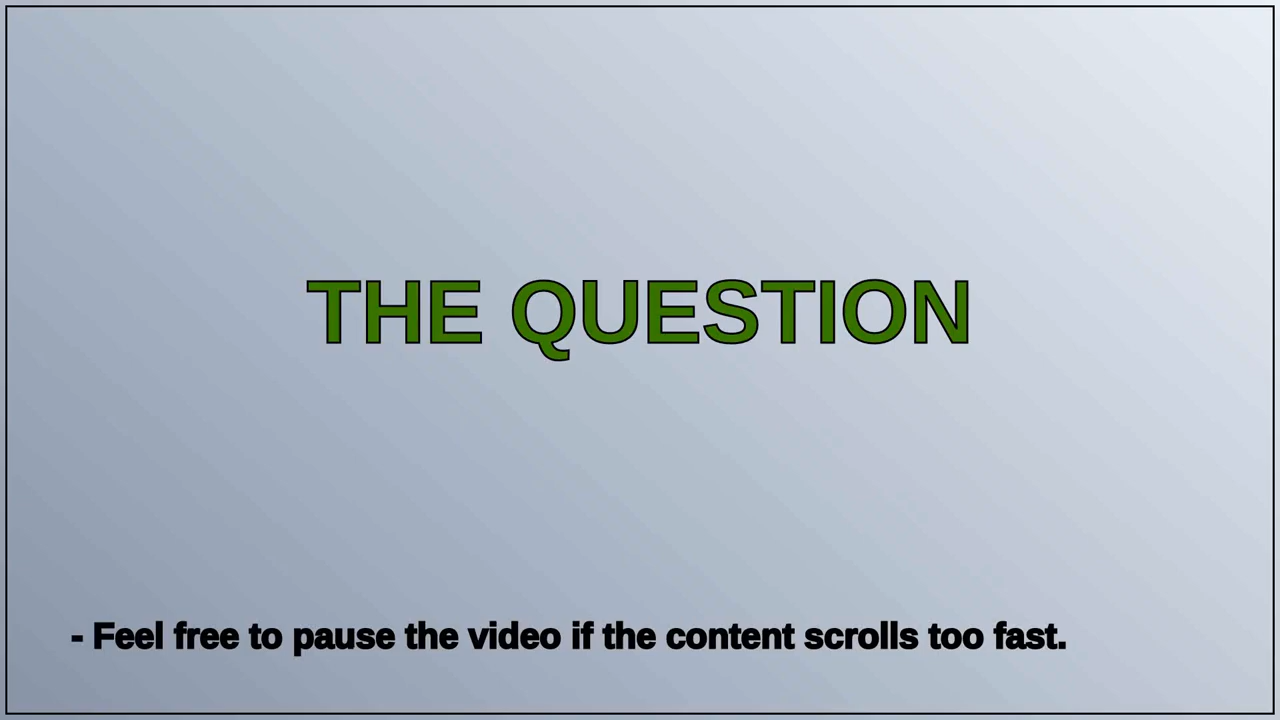 THE QUESTION
- Feel free to pause the video if the content scrolls too fast.